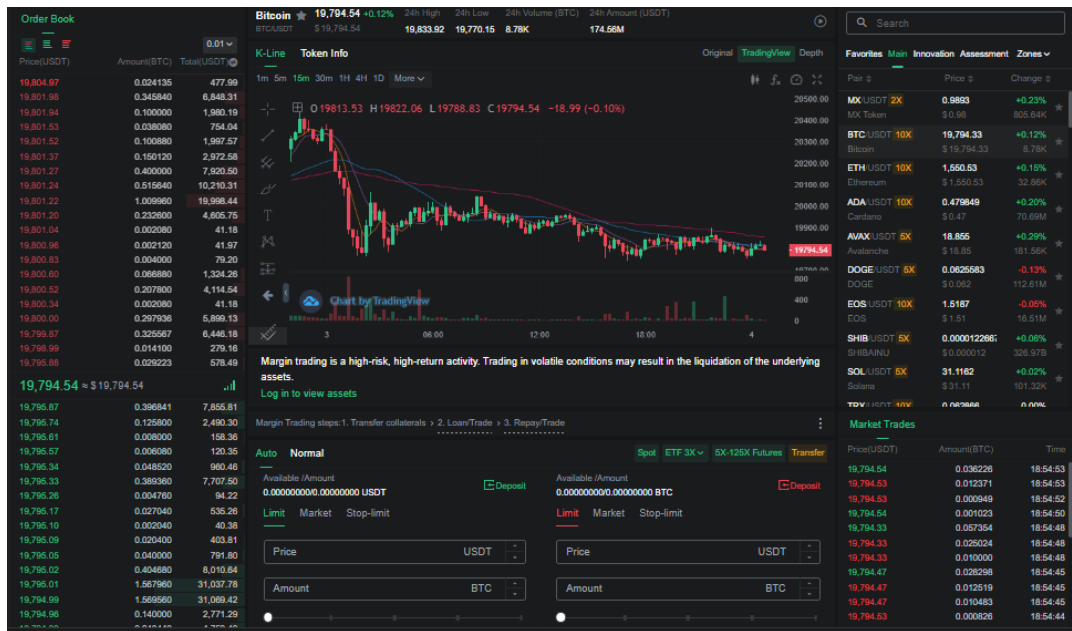 Order Book
0.01
Price(USDT) Amount(BTC) Total(USDT)
19,804.97 0.024135 477.99
19,801.98 0.345840 6,848.31
19,801.94 0.100000 1,980.19
19,801.53 0.038080 754.04
19,801.52 0.100880 1,997.57
19,801.37 0.150120 2,972.58
19,801.27 0.400000 7,920.50
19,801.24 0.515640 10,210.31
19,801.22 1.009960 19,998.44
19,801.20 0.232600 4,605.75
19,801.04 0.002080 41.18
19,800.96 0.002120 41.97
19,800.83 0.004000 79.20
19,800.60 0.066880 1,324.26
19,800.52 0.207800 4,114.54
19,800.34 0.002080 41.18
19,800.00 0.297936 5,899.13
19,799.87 0.325567 6,446.18
19,798.99 0.014100 279.16
19,795.88 0.029223 578.49
19,794.54 ≈ $ 19,794.54
19,795.87 0.396841 7,855.81
19,795.74 0.125800 2,490.30
19,795.61 0.008000 158.36
19,795.57 0.006080 120.35
19,795.34 0.048520 960.46
19,795.33 0.389360 7,707.50
19,795.26 0.004760 94.22
19,795.17 0.027040 535.26
19,795.10 0.002040 40.38
19,795.09 0.020400 403.81
19,795.05 0.040000 791.80
19,795.02 0.404680 8,010.64
19,795.01 1.567960 31,037.78
19,794.99 1.569560 31,069.42
19,794.96 0.140000 2,771.29
Bitcoin 19,794.54 +0.12% 24h High 24h Low 24h Volume (BTC) 24h Amount (USDT)
BTC/USDT $ 19,794.54 19,833.92 19,770.15 8.78K 174.56M
K-Line Token Info Original TradingView Depth
1m 5m 15m 30m 1H 4H 1D More
O19813.53 H19822.06 L19788.83 C19794.54 -18.99 (-0.10%)
20500.00
20400.00
20300.00
20200.00
20100.00
20000.00
19900.00
19794.54
19700.00
800
400
0
Chart by TradingView
3 06:00 12:00 18:00 4
Margin trading is a high-risk, high-return activity. Trading in volatile conditions may result in the liquidation of the underlying
assets.
Log in to view assets
Margin Trading steps:1. Transfer collaterals > 2. Loan/Trade > 3. Repay/Trade
Auto Normal Spot ETF 3X 5X-125X Futures Transfer
Available /Amount
0.00000000/0.00000000 USDT Deposit
Limit Market Stop-limit
Price USDT
Amount BTC
Available /Amount
0.00000000/0.00000000 BTC Deposit
Limit Market Stop-limit
Price USDT
Amount BTC
Search
Favorites Main Innovation Assessment Zones
Pair Price Change
MX/USDT 2X 0.9893 +0.23%
MX Token $ 0.98 805.64K
BTC/USDT 10X 19,794.33 +0.12%
Bitcoin $ 19,794.33 8.78K
ETH/USDT 10X 1,550.53 +0.15%
Ethereum $ 1,550.53 32.86K
ADA/USDT 10X 0.479849 +0.20%
Cardano $ 0.47 70.69M
AVAX/USDT 5X 18.855 +0.29%
Avalanche $ 18.85 181.56K
DOGE/USDT 5X 0.0625583 -0.13%
DOGE $ 0.062 112.61M
EOS/USDT 10X 1.5187 -0.05%
EOS $ 1.51 16.51M
SHIB/USDT 5X 0.0000122667 +0.06%
SHIBAINU $ 0.000012 326.97B
SOL/USDT 5X 31.1162 +0.02%
Solana $ 31.11 101.32K
TRX/USDT 10X 0.062866 0.00%
Market Trades
Price(USDT) Amount(BTC) Time
19,794.54 0.036226 18:54:53
19,794.53 0.012371 18:54:53
19,794.53 0.000949 18:54:52
19,794.54 0.001023 18:54:50
19,794.33 0.057354 18:54:48
19,794.33 0.025024 18:54:48
19,794.33 0.010000 18:54:48
19,794.47 0.028298 18:54:45
19,794.47 0.012519 18:54:45
19,794.47 0.010483 18:54:45
19,794.53 0.000826 18:54:44